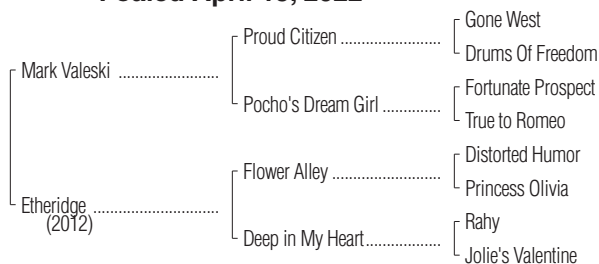 Foaled April 2022
Gone West
Proud Citizen ........................
Drums Of Freedom
Mark Valeski ........................
Fortunate Prospect
Pocho's Dream Girl ..............
True to Romeo
Distorted Humor
Flower Alley ..........................
Princess Olivia
Etheridge ..............................
(2012)
Rahy
Deep in My Heart..................
Jolie's Valentine